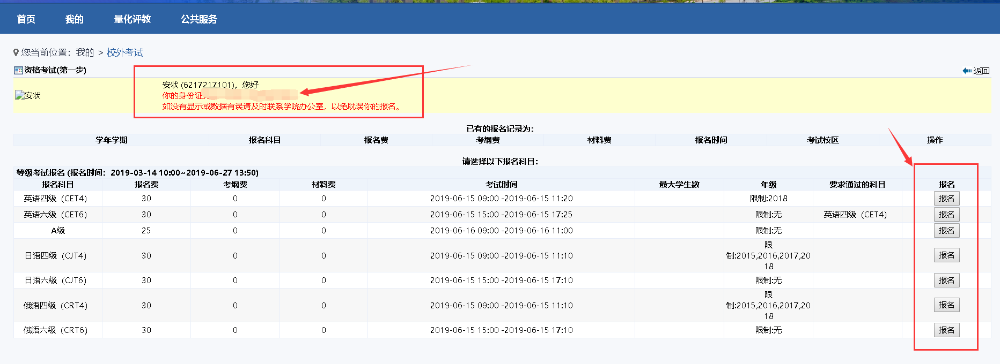 首页 我的 量化评教 公共服务
您当前位置：我的 > 校外考试
资格考试(第一步) 返回
安状
安状 (6217217101)，您好
你的身份证
如没有显示或数据有误请及时联系学院办公室，以免耽误你的报名。
已有的报名记录为：
学年学期 报名科目 报名费 考纲费 材料费 报名时间 考试校区 操作
请选择以下报名科目：
等级考试报名 (报名时间：2019-03-14 10:00~2019-06-27 13:50)
报名科目 报名费 考纲费 材料费 考试时间 最大学生数 年级 要求通过的科目 报名
英语四级（CET4） 30 0 0 2019-06-15 09:00 -2019-06-15 11:20 限制:2018 报名
英语六级（CET6） 30 0 0 2019-06-15 15:00 -2019-06-15 17:25 限制:无 英语四级（CET4） 报名
A级 25 0 0 2019-06-16 09:00 -2019-06-16 11:00 限制:无 报名
日语四级（CJT4） 30 0 0 2019-06-15 09:00 -2019-06-15 11:10 限
制:2015,2016,2017,20
18 报名
日语六级（CJT6） 30 0 0 2019-06-15 15:00 -2019-06-15 17:10 限制:无 报名
俄语四级（CRT4） 30 0 0 2019-06-15 09:00 -2019-06-15 11:10 限
制:2015,2016,2017,20
18 报名
俄语六级（CRT6） 30 0 0 2019-06-15 15:00 -2019-06-15 17:10 限制:无 报名